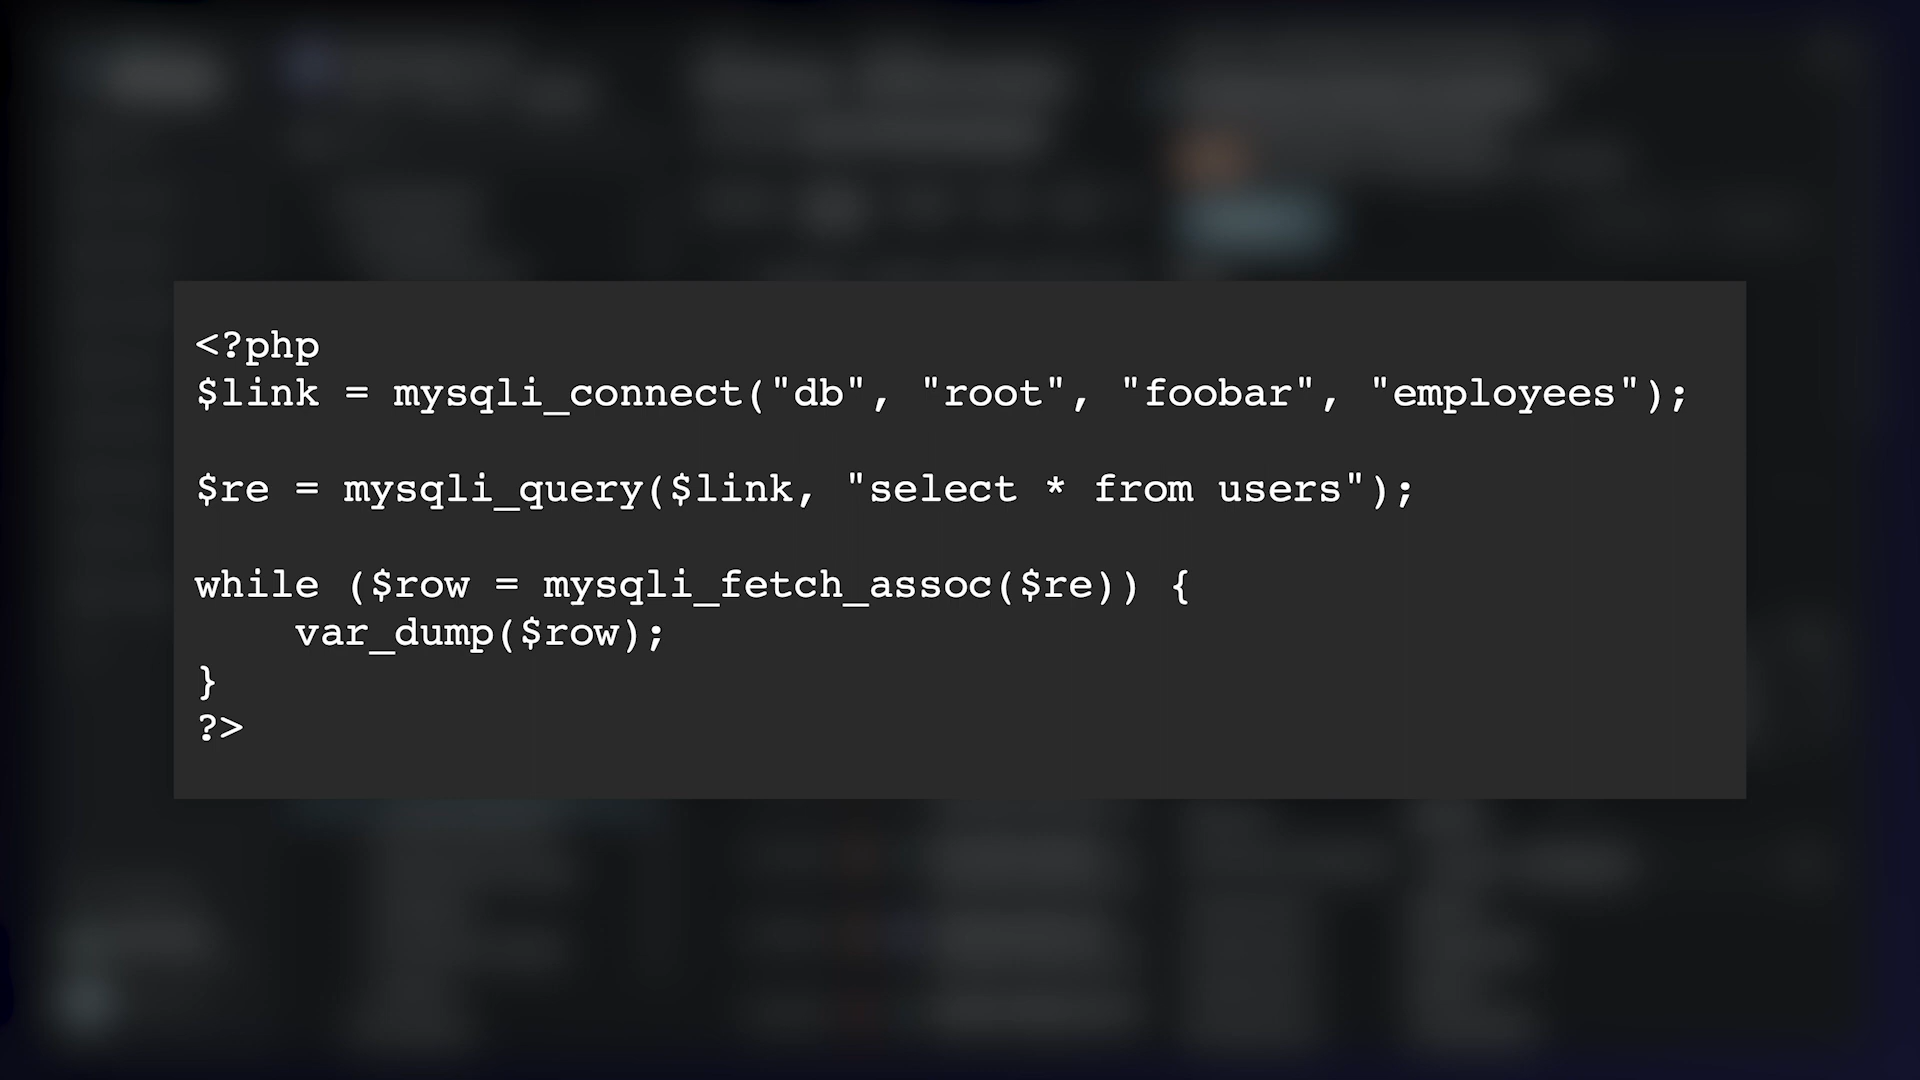 <?php
$link = mysqli_connect("db", "root", "foobar", "employees");
$re = mysqli_query($link, "select * from users");
while ($row = mysqli_fetch_assoc($re)) {
    var_dump($row);
}
?>